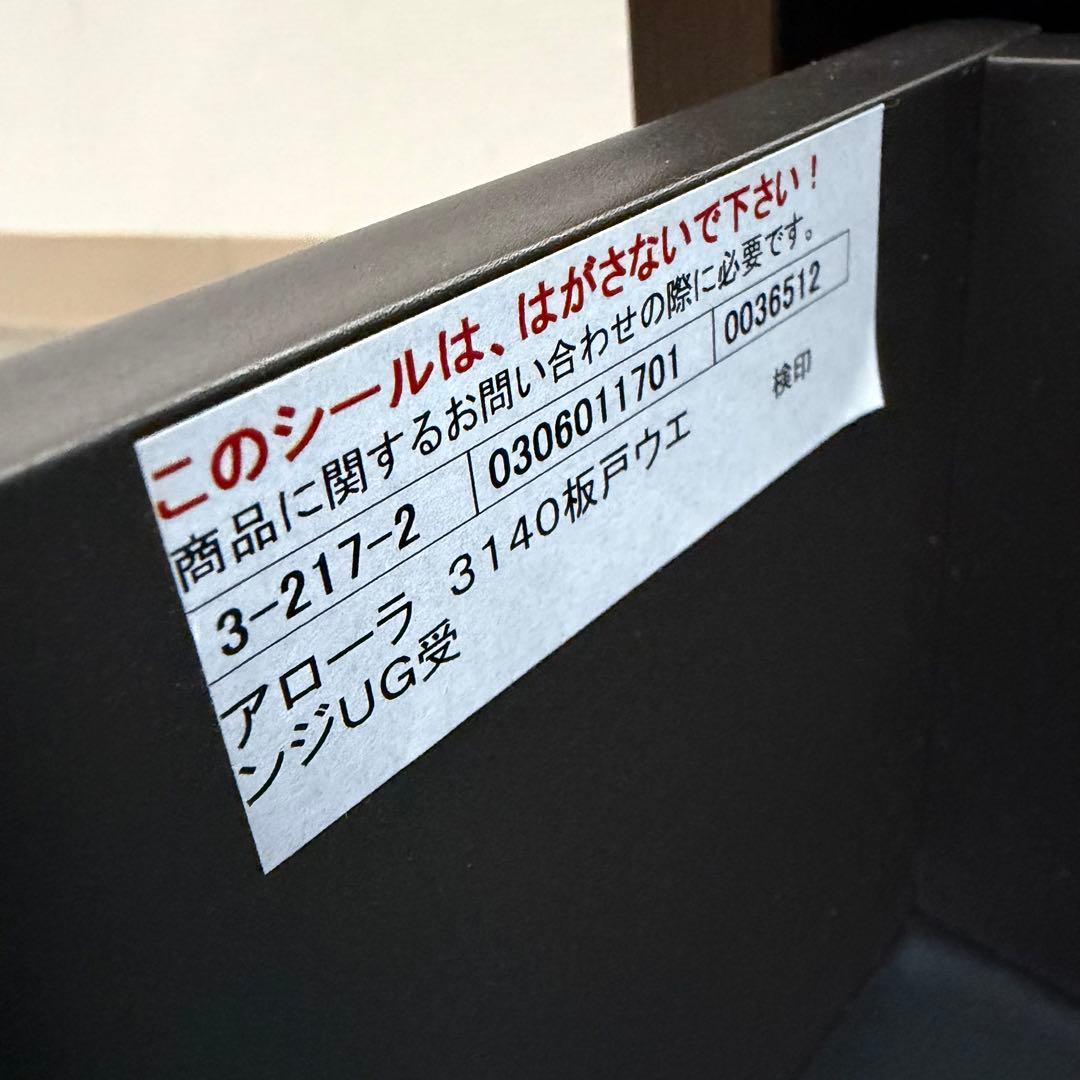 このシールは、はがさないで下さい!
商品に関するお問い合わせの際に必要です。
3-217-2 0306011701 0036512
アローラ 3140板戸ウエ 検印
ンジUG受